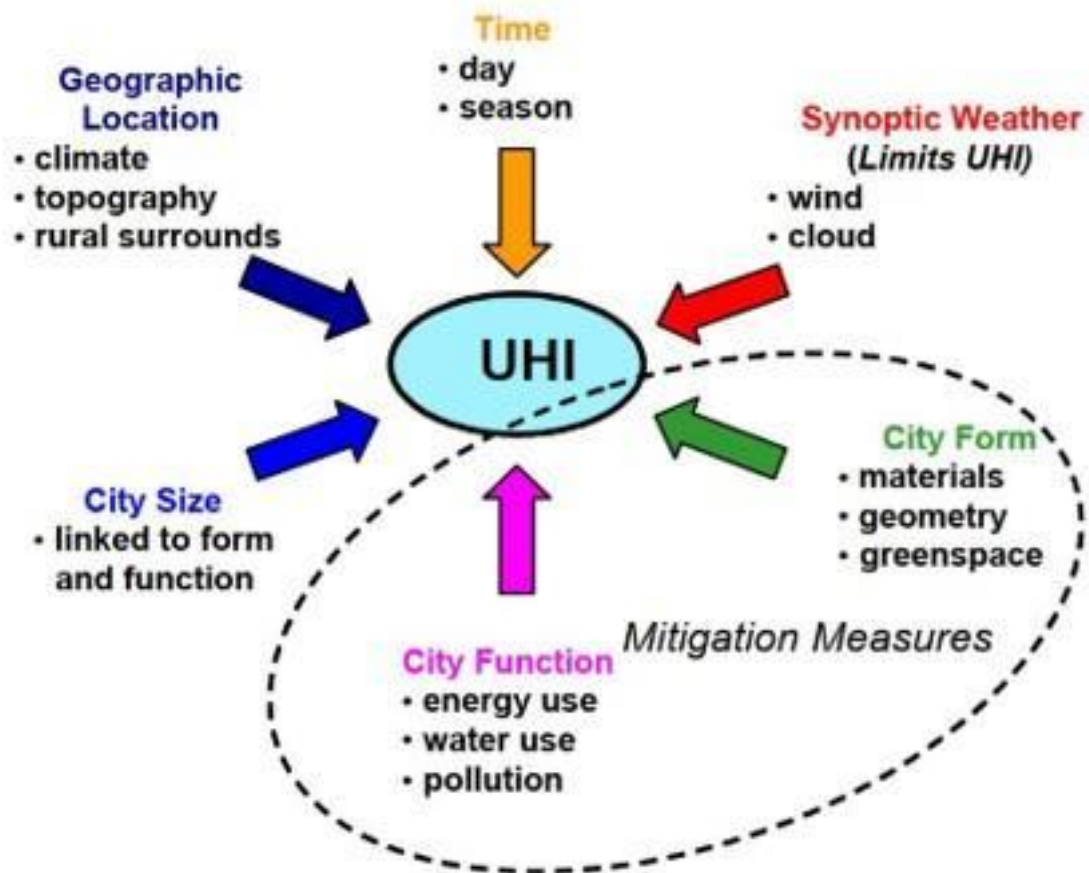 Time
• day
• season
Geographic
Location
• climate
• topography
• rural surrounds
Synoptic Weather
(Limits UHI)
• wind
• cloud
UHI
City Size
• linked to form
and function
City Form
• materials
• geometry
• greenspace
Mitigation Measures
City Function
• energy use
• water use
• pollution